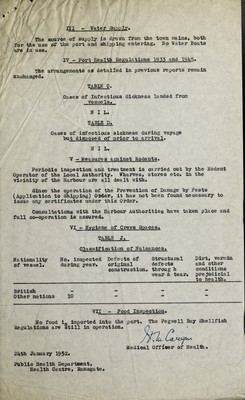 III - Water Supply.
The source of supply is drawn from the town mains, both
for the use of the port and shipping watering. No Water Boats
are in use.
IV - Port Health Regulations 1933 and 1945.
The arrangements as detailed in previous reports remain
unchanged.
TABLE C.
Cases of Infectious Sickness landed from
vessels.
N I L.
TABLE D.
Cases of infectious sickness during voyage
but disposed of prior to arrival.
N I L.
V - Measures against Rodents.
Periodic inspection and treatment is carried out by the Rodent
Operator of the Local Authority. Wharves, stores etc. in the
vicinity of the Harbour are all dealt with.
Since the operation of the Prevention of Damage by Pests
(Application to Shipping) Order, it has not been found necessary to
issue any certificates under this Order.
Consultations with the Harbour Authorities have taken place and
full co-operation is assured.
VI - Hygiene of Crews Spaces.
TABLE J.
Classification of Nuisances.
Nationality of vessel.
No. inspected during year.
Defects of original construction.
Structural defects through wear & tear.
Dirt, vermin and other conditions prejudicial to health.
British - - - -
Other nations 10 - - -
VII - Food Inspection.
No food is imported into the port. The Pegwell Bay Shellfish
Regulations are still in operation.
Medical Officer of Health.
24th January 1952.
Public Health Department,
Health Centre, Ramsgate.